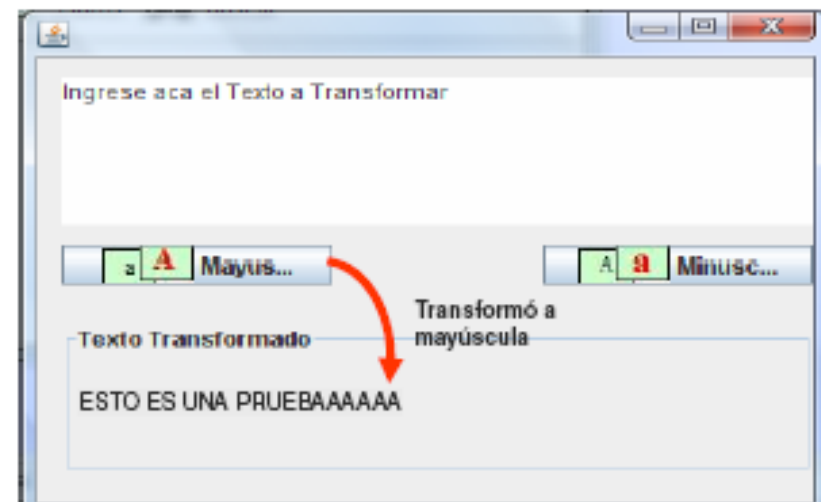 Ingrese aca el Texto a Transformar
a A Mayus...
A a Minusc...
Transformó a
mayúscula
Texto Transformado
ESTO ES UNA PRUEBAAAAAA